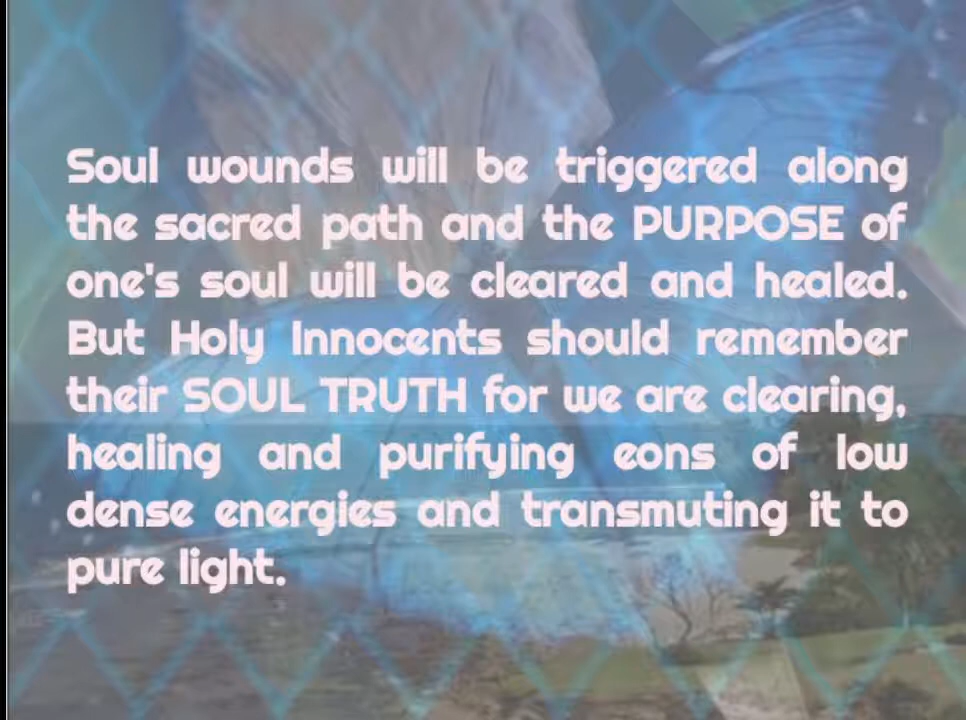 Soul wounds will be triggered along
the sacred path and the PURPOSE of
one's soul will be cleared and healed.
But Holy Innocents should remember
their SOUL TRUTH for we are clearing,
healing and purifying eons of low
dense energies and transmuting it to
pure light.